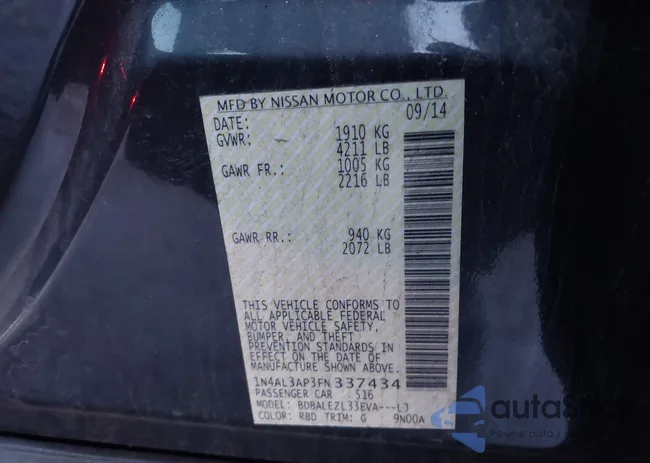 MFD BY NISSAN MOTOR CO., LTD.
DATE: 09/14
GVWR: 1910 KG
4211 LB
GAWR FR.: 1005 KG
2216 LB
GAWR RR.: 940 KG
2072 LB
THIS VEHICLE CONFORMS TO
ALL APPLICABLE FEDERAL
MOTOR VEHICLE SAFETY,
BUMPER, AND THEFT
PREVENTION STANDARDS IN
EFFECT ON THE DATE OF
MANUFACTURE SHOWN ABOVE.
1N4AL3AP3FN 337434
PASSENGER CAR 516
MODEL: BDBALEZL33EVA---LJ
COLOR: RBD TRIM: G 9N00A